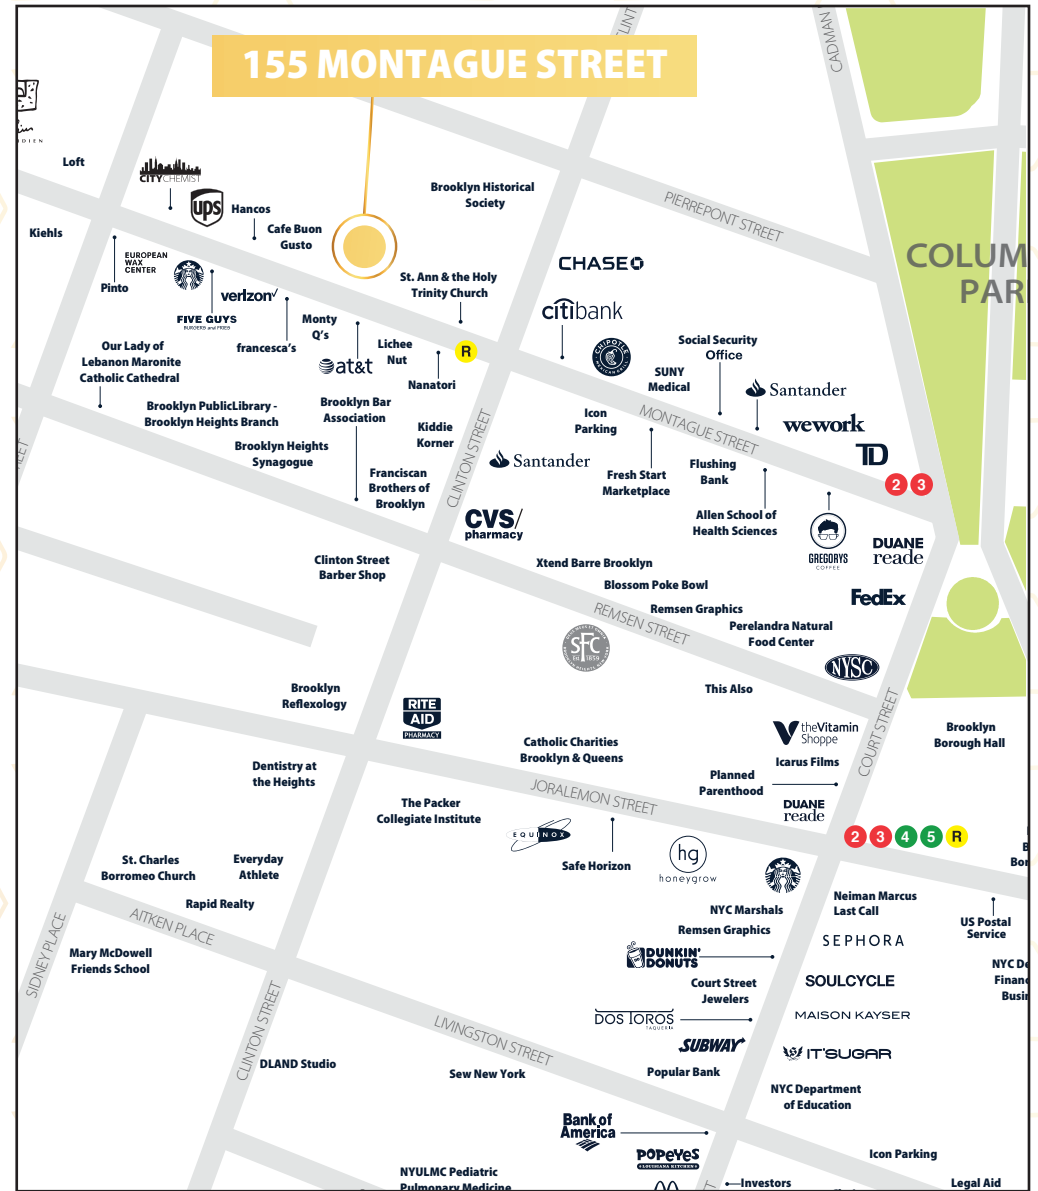 155 MONTAGUE STREET
CADMAN
PIERREPONT STREET
COLUM
PAR
Loft
CITYCHEMIST
ups
Hancos
Cafe Buon
Gusto
Brooklyn Historical
Society
Kiehls
EUROPEAN
WAX
CENTER
Pinto
verizon✓
FIVE GUYS
BURGERS and FRIES
St. Ann & the Holy
Trinity Church
CHASE
citibank
CHIPOTLE
MEXICAN GRILL
Monty
Q's
francesca's
at&t
Lichee
Nut
R
Nanatori
Our Lady of
Lebanon Maronite
Catholic Cathedral
Social Security
Office
SUNY
Medical
Santander
Brooklyn PublicLibrary -
Brooklyn Heights Branch
Brooklyn Bar
Association
Kiddie
Korner
CLINTON STREET
Icon
Parking
MONTAGUE STREET
wework
TD
Brooklyn Heights
Synagogue
Franciscan
Brothers of
Brooklyn
Santander
Fresh Start
Marketplace
Flushing
Bank
2 3
Allen School of
Health Sciences
CVS/
pharmacy
GREGORYS
COFFEE
DUANE
reade
Clinton Street
Barber Shop
Xtend Barre Brooklyn
Blossom Poke Bowl
Remsen Graphics
FedEx
REMSEN STREET
Perelandra Natural
Food Center
SFC
NYSC
Brooklyn
Reflexology
This Also
RITE
AID
PHARMACY
COURT STREET
theVitamin
Shoppe
Brooklyn
Borough Hall
Catholic Charities
Brooklyn & Queens
Icarus Films
Dentistry at
the Heights
Planned
Parenthood
JORALEMON STREET
The Packer
Collegiate Institute
DUANE
reade
EQUINOX
2 3 4 5 R
Safe Horizon
hg
honeygrow
St. Charles
Borromeo Church
Everyday
Athlete
Rapid Realty
AITKEN PLACE
SIDNEY PLACE
Neiman Marcus
Last Call
NYC Marshals
Remsen Graphics
US Postal
Service
SEPHORA
Mary McDowell
Friends School
DUNKIN'
DONUTS
Court Street
Jewelers
SOULCYCLE
NYC De
Financ
Busin
CLINTON STREET
DOS TOROS
TAQUERIA
MAISON KAYSER
LIVINGSTON STREET
SUBWAY
IT'SUGAR
DLAND Studio
Sew New York
Popular Bank
NYC Department
of Education
Bank of
America
POPEYES
LOUISIANA KITCHEN
Icon Parking
NYULMC Pediatric
Pulmonary Medicine
Investors
Legal Aid